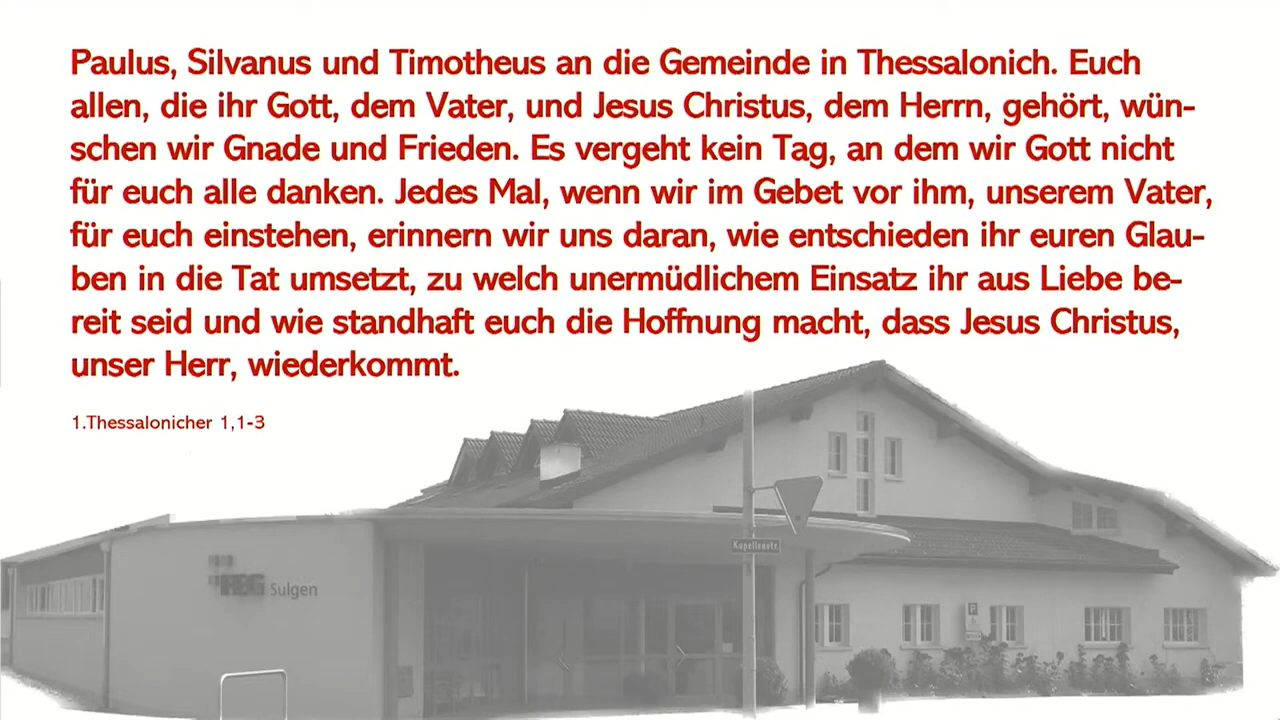 Paulus, Silvanus und Timotheus an die Gemeinde in Thessalonich. Euch
allen, die ihr Gott, dem Vater, und Jesus Christus, dem Herrn, gehört, wün-
schen wir Gnade und Frieden. Es vergeht kein Tag, an dem wir Gott nicht
für euch alle danken. Jedes Mal, wenn wir im Gebet vor ihm, unserem Vater,
für euch einstehen, erinnern wir uns daran, wie entschieden ihr euren Glau-
ben in die Tat umsetzt, zu welch unermüdlichem Einsatz ihr aus Liebe be-
reit seid und wie standhaft euch die Hoffnung macht, dass Jesus Christus,
unser Herr, wiederkommt.
1.Thessalonicher 1,1-3
Kapellenstr.
FEG Sulgen
P